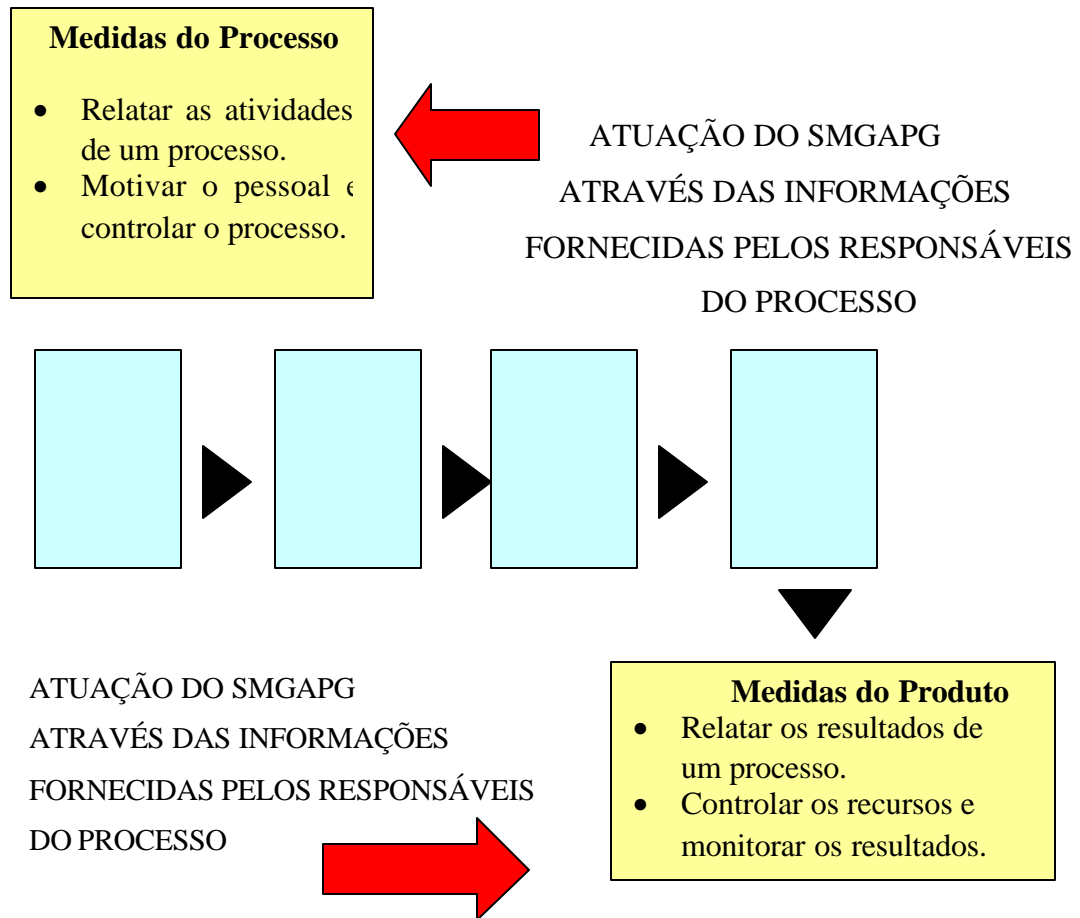 Medidas do Processo
• Relatar as atividades
de um processo.
• Motivar o pessoal e
controlar o processo.
ATUAÇÃO DO SMGAPG
ATRAVÉS DAS INFORMAÇÕES
FORNECIDAS PELOS RESPONSÁVEIS
DO PROCESSO
ATUAÇÃO DO SMGAPG
ATRAVÉS DAS INFORMAÇÕES
FORNECIDAS PELOS RESPONSÁVEIS
DO PROCESSO
Medidas do Produto
• Relatar os resultados de
um processo.
• Controlar os recursos e
monitorar os resultados.